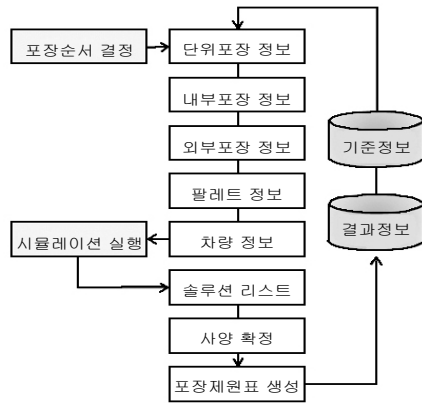 포장순서 결정
단위포장 정보
내부포장 정보
외부포장 정보
기준정보
팔레트 정보
시뮬레이션 실행
차량 정보
결과정보
솔루션 리스트
사양 확정
포장제원표 생성